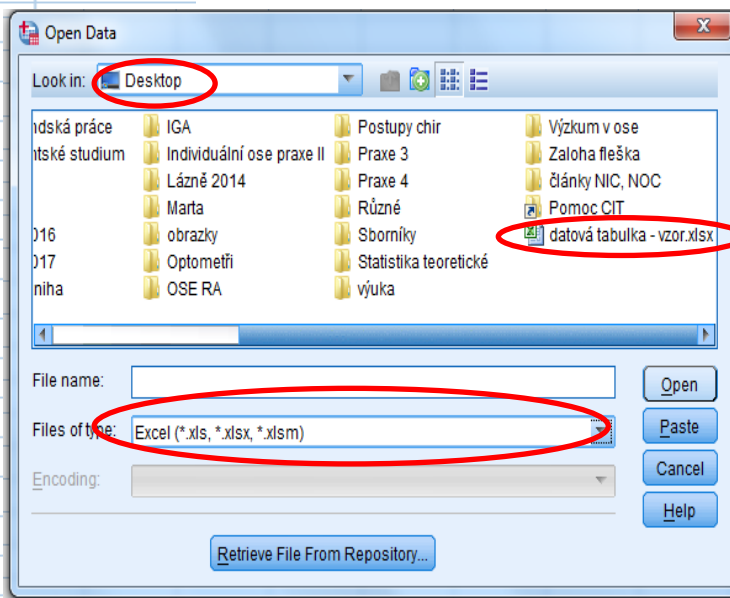 Open Data
Look in: Desktop
ndská práce IGA Postupy chir Výzkum v ose
ntské studium Individuální ose praxe II Praxe 3 Zaloha fleška
Lázně 2014 Praxe 4 články NIC, NOC
Marta Různé Pomoc CIT
016 obrazky Sborníky datová tabulka - vzor.xlsx
017 Optometři Statistika teoretické
niha OSE RA výuka
File name: Open
Files of type: Excel (*.xls, *.xlsx, *.xlsm) Paste
Encoding: Cancel
Help
Retrieve File From Repository...